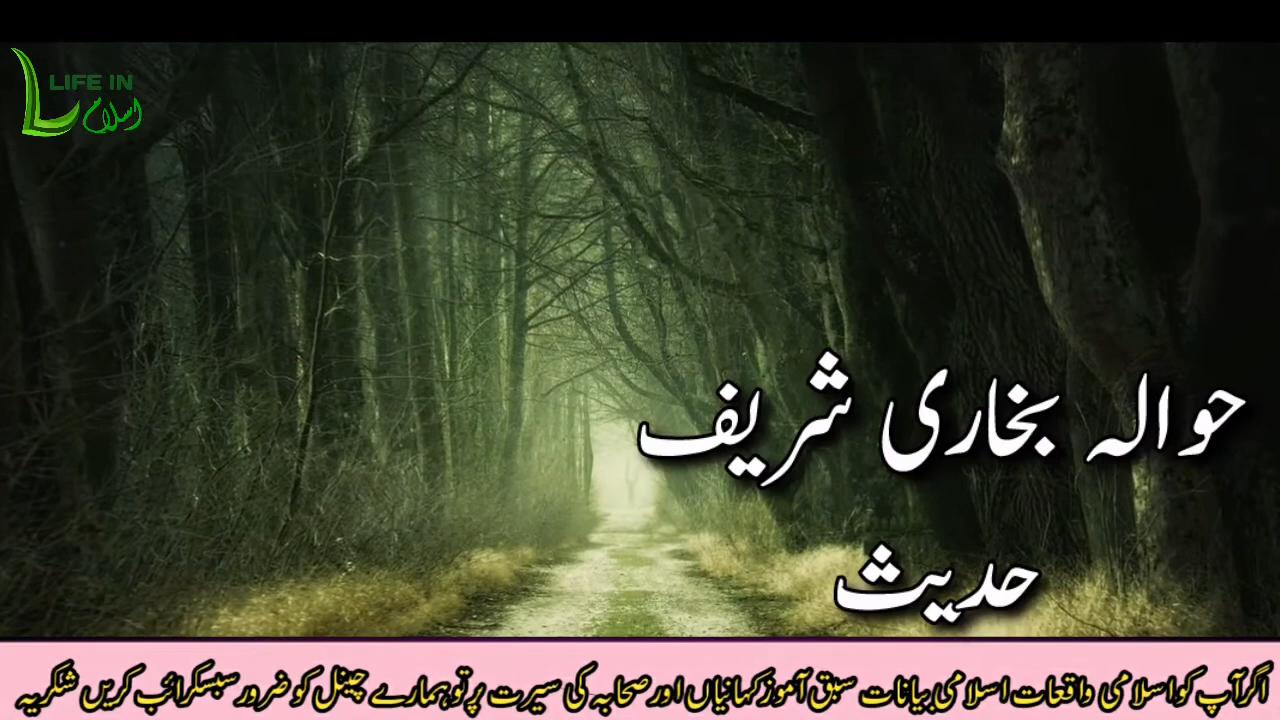 LIFE IN
اسلام
حوالہ بخاری شریف
حدیث
اگر آپ کو اسلامی واقعات اسلامی بیانات سبق آموز کہانیاں اور صحابہ کی سیرت پر تو ہمارے چینل کو ضرور سبسکرائب کریں شکریہ